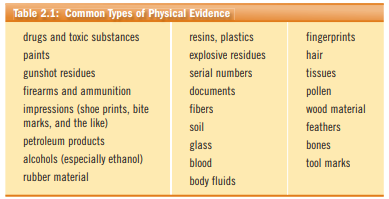 Table 2.1: Common Types of Physical Evidence
drugs and toxic substances
paints
gunshot residues
firearms and ammunition
impressions (shoe prints, bite
marks, and the like)
petroleum products
alcohols (especially ethanol)
rubber material
resins, plastics
explosive residues
serial numbers
documents
fibers
soil
glass
blood
body fluids
fingerprints
hair
tissues
pollen
wood material
feathers
bones
tool marks